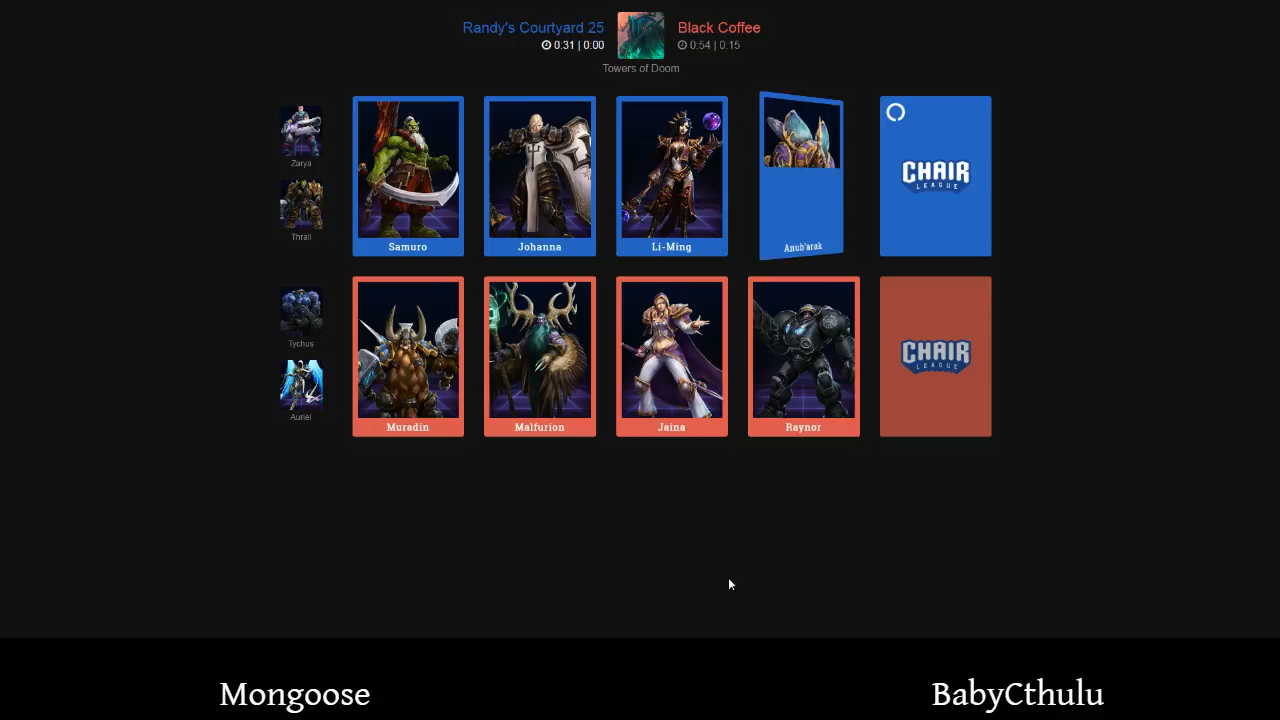 Randy's Courtyard 25
Black Coffee
0:31 | 0:00
0:54 | 0:15
Towers of Doom
Zarya
Thrall
Samuro
Johanna
Li-Ming
Anub'arak
CHAIR
LEAGUE
Tychus
Auriel
Muradin
Malfurion
Jaina
Raynor
CHAIR
LEAGUE
Mongoose
BabyCthulu